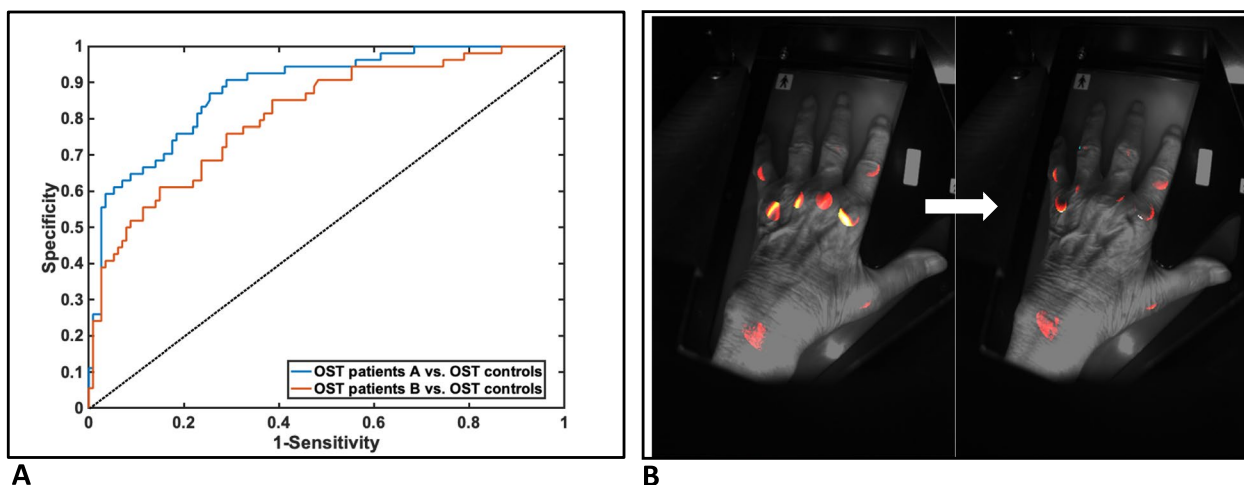 1
0.9
0.8
0.7
0.6
0.5
0.4
0.3
0.2
0.1
0
Specificity
0 0.2 0.4 0.6 0.8 1
1-Sensitivity
OST patients A vs. OST controls
OST patients B vs. OST controls
A
B